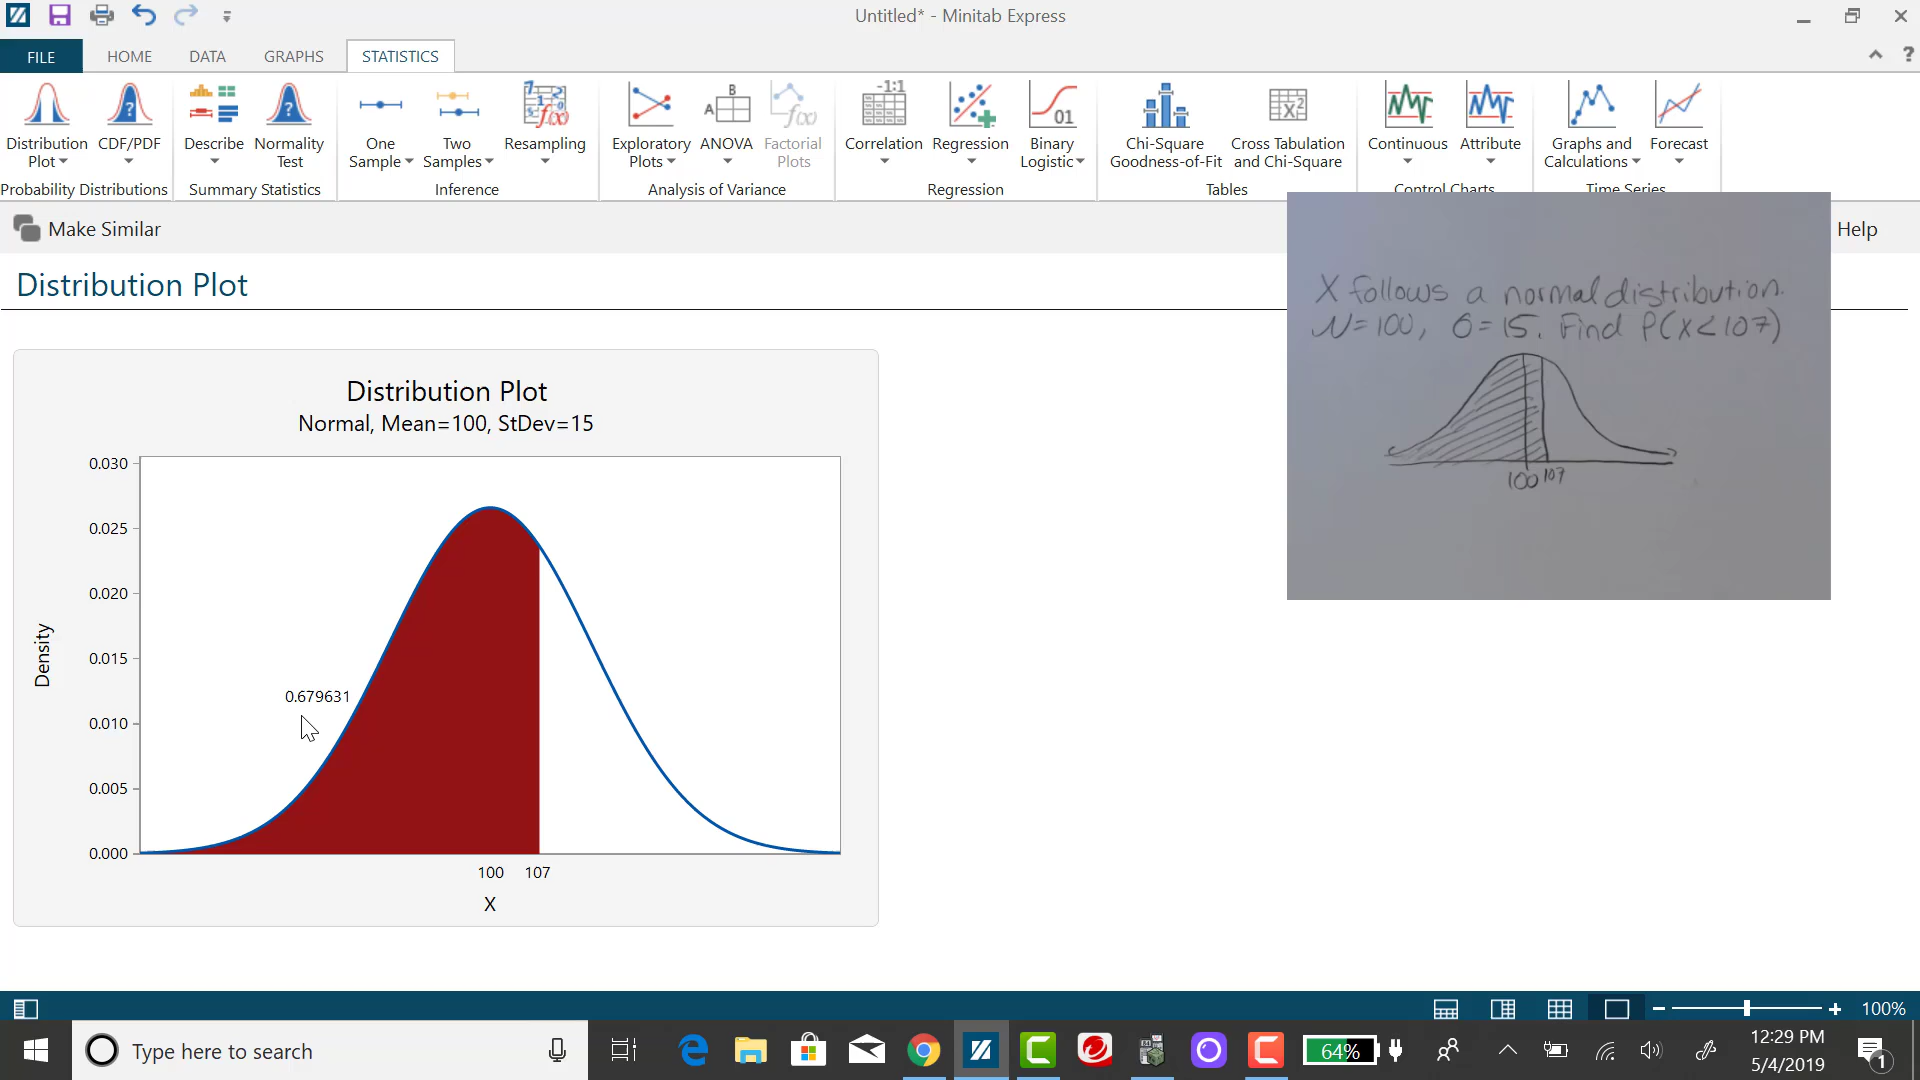 Untitled* - Minitab Express
FILE HOME DATA GRAPHS STATISTICS ?
Distribution Plot
CDF/PDF
Probability Distributions
Describe
Normality Test
Summary Statistics
One Sample
Two Samples
Resampling
Inference
Exploratory Plots
ANOVA
Factorial Plots
Analysis of Variance
-1:1
Correlation
Regression
01
Binary Logistic
Regression
Chi-Square Goodness-of-Fit
Cross Tabulation and Chi-Square
Tables
Continuous
Attribute
Control Charts
Graphs and Calculations
Forecast
Time Series
Make Similar
Help
Distribution Plot
X follows a normal distribution.
μ=100, σ=15. Find P(X<107)
100 107
Distribution Plot
Normal, Mean=100, StDev=15
0.030
0.025
0.020
0.015
0.010
0.005
0.000
Density
0.679631
100 107
X
100%
Type here to search
64%
12:29 PM
5/4/2019
1